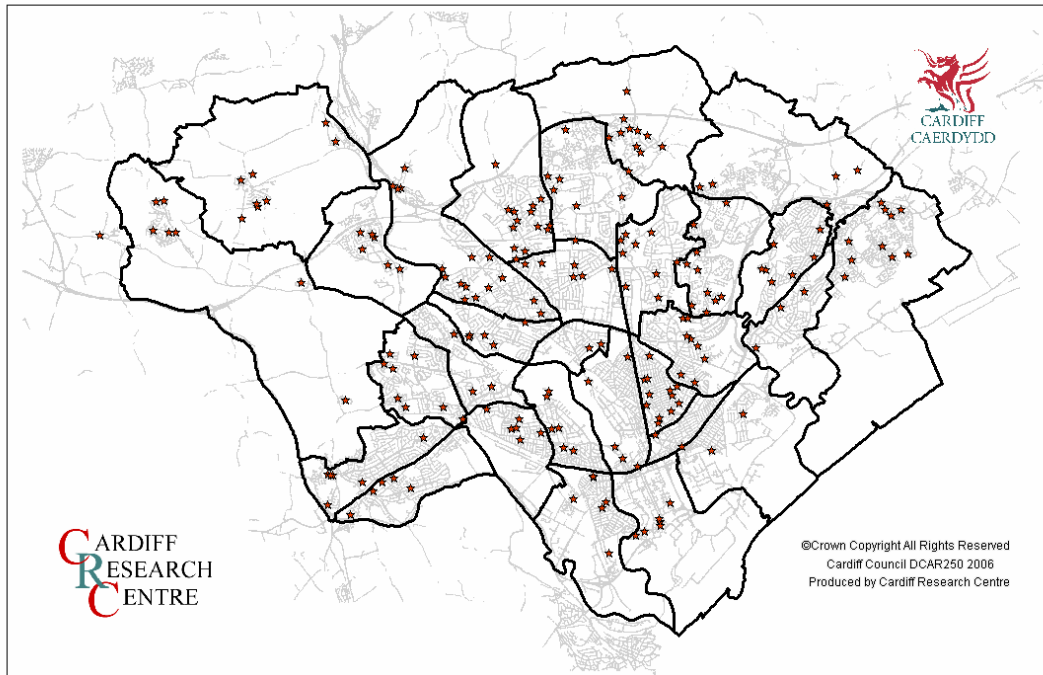 CARDIFF
CAERDYDD
CARDIFF
RESEARCH
CENTRE
©Crown Copyright All Rights Reserved
Cardiff Council DCAR250 2006
Produced by Cardiff Research Centre